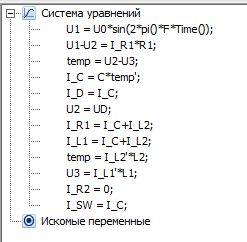 Система уравнений
U1 = U0*sin(2*pi()*F*Time());
U1-U2 = I_R1*R1;
temp = U2-U3;
I_C = C*temp';
I_D = I_C;
U2 = UD;
I_R1 = I_C+I_L2;
I_L1 = I_C+I_L2;
temp = I_L2'*L2;
U3 = I_L1'*L1;
I_R2 = 0;
I_SW = I_C;
Искомые переменные